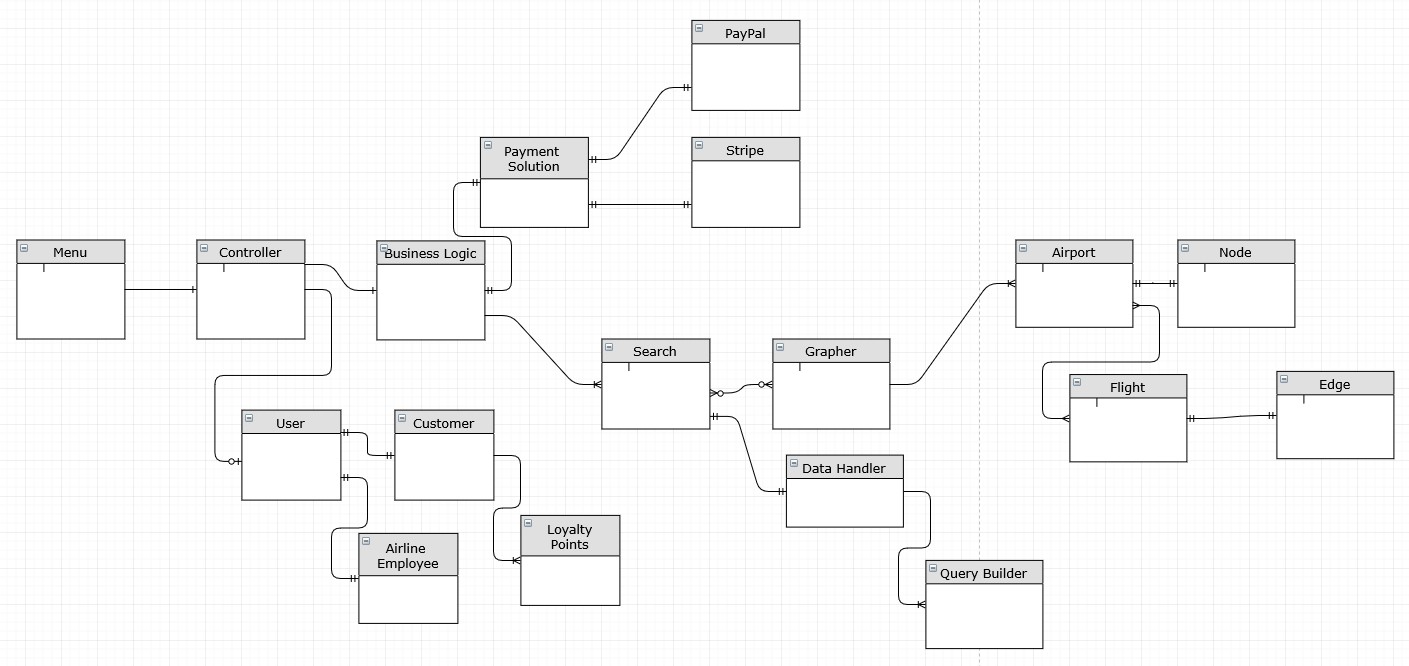 PayPal
Payment
Solution
Stripe
Menu
Controller
Business Logic
Airport
Node
Search
Grapher
Flight
Edge
User
Customer
Data Handler
Loyalty
Points
Airline
Employee
Query Builder